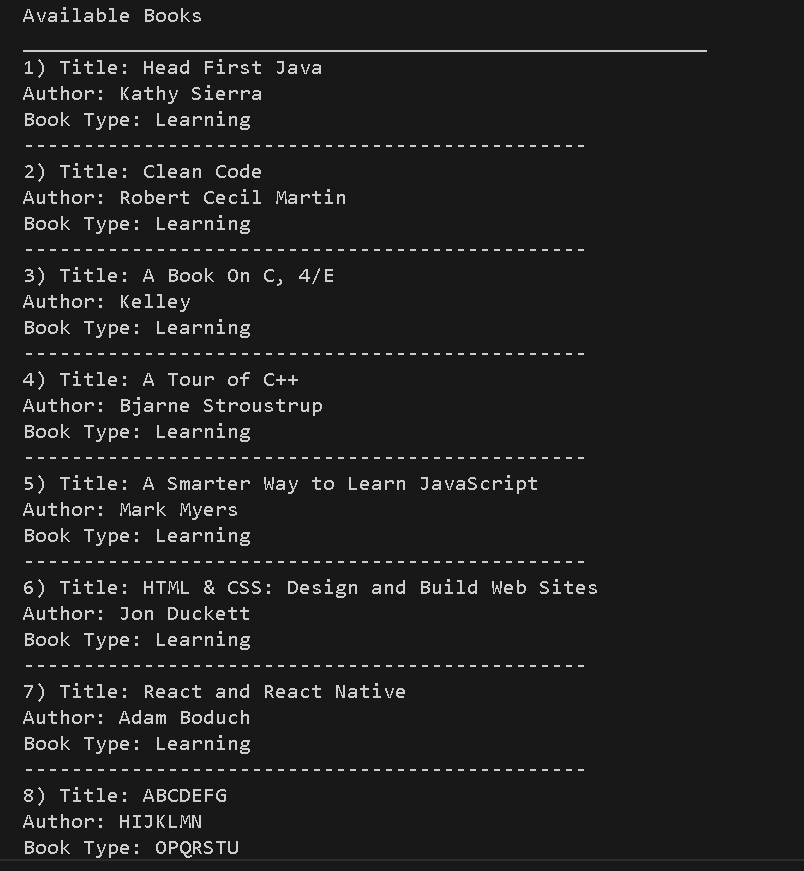 Available Books
_________________________________________________________
1) Title: Head First Java
Author: Kathy Sierra
Book Type: Learning
-----------------------------------------------
2) Title: Clean Code
Author: Robert Cecil Martin
Book Type: Learning
-----------------------------------------------
3) Title: A Book On C, 4/E
Author: Kelley
Book Type: Learning
-----------------------------------------------
4) Title: A Tour of C++
Author: Bjarne Stroustrup
Book Type: Learning
-----------------------------------------------
5) Title: A Smarter Way to Learn JavaScript
Author: Mark Myers
Book Type: Learning
-----------------------------------------------
6) Title: HTML & CSS: Design and Build Web Sites
Author: Jon Duckett
Book Type: Learning
-----------------------------------------------
7) Title: React and React Native
Author: Adam Boduch
Book Type: Learning
-----------------------------------------------
8) Title: ABCDEFG
Author: HIJKLMN
Book Type: OPQRSTU